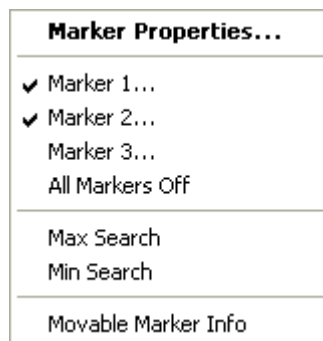 Marker Properties...
Marker 1...
Marker 2...
Marker 3...
All Markers Off
Max Search
Min Search
Movable Marker Info